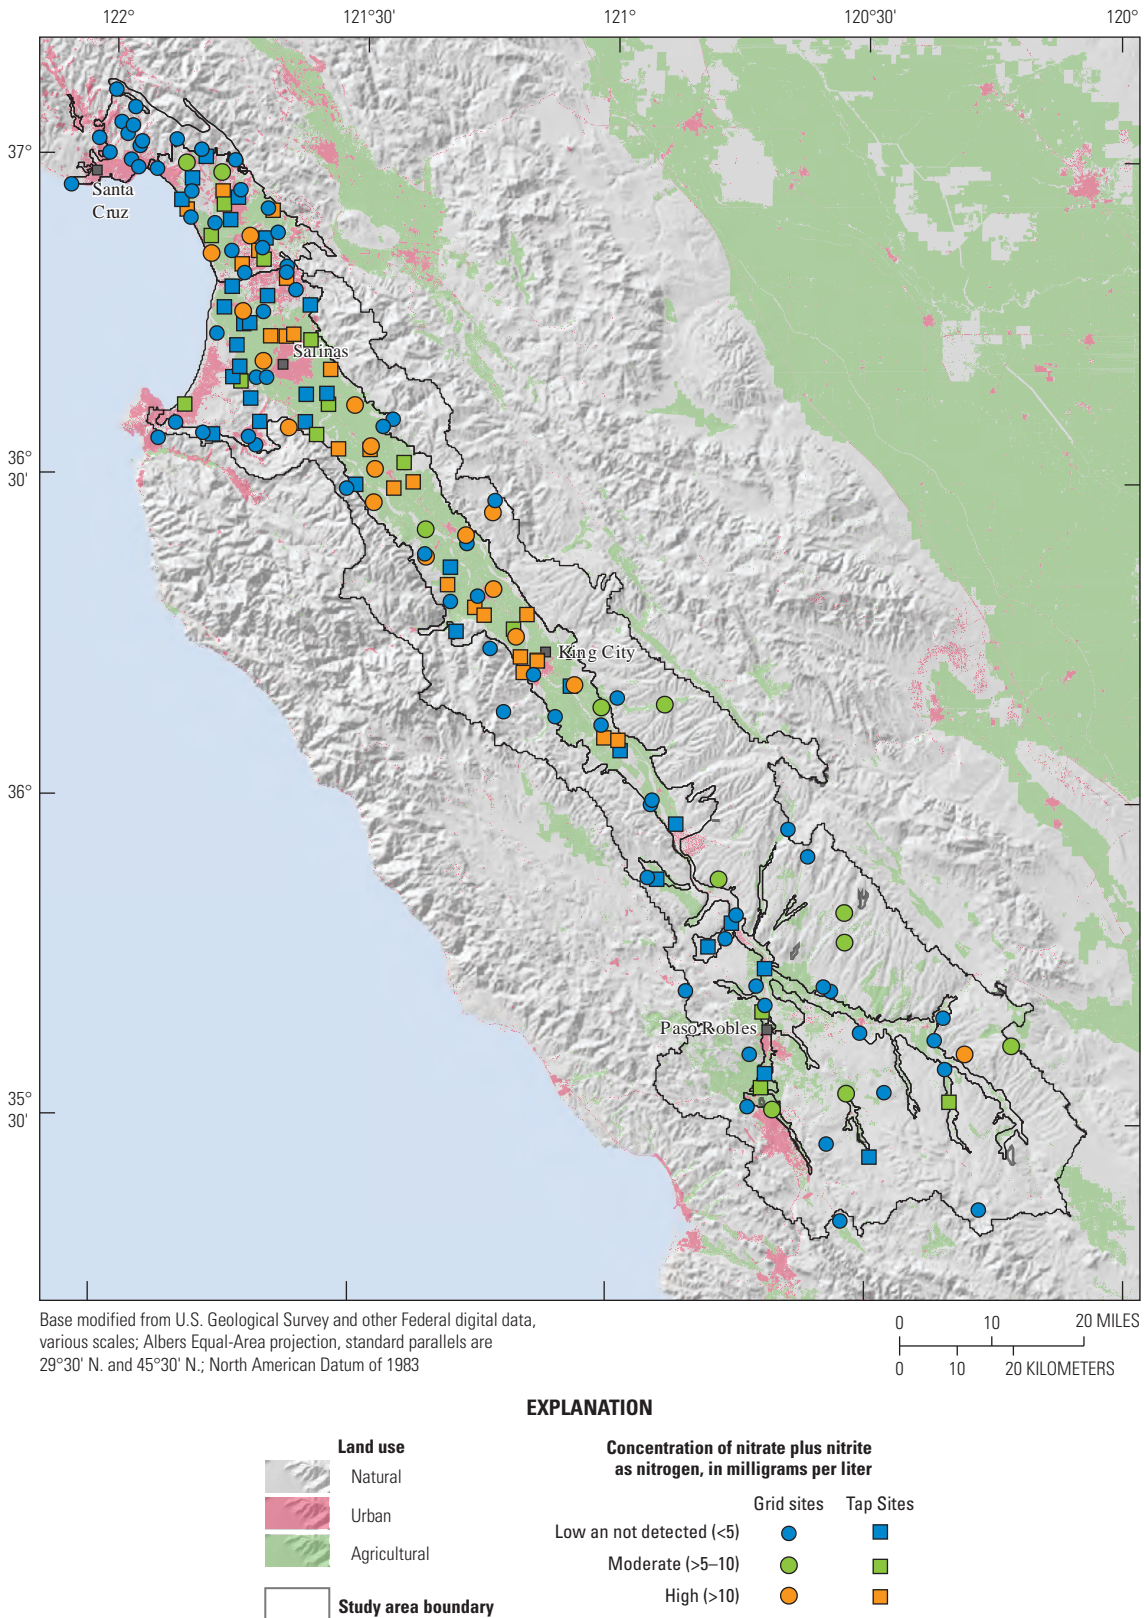 122° 121°30' 121° 120°30' 120°
37°
Santa
Cruz
Salinas
36°
30'
King City
36°
Paso Robles
35°
30'
Base modified from U.S. Geological Survey and other Federal digital data,
various scales; Albers Equal-Area projection, standard parallels are
29°30' N. and 45°30' N.; North American Datum of 1983
0 10 20 MILES
0 10 20 KILOMETERS
EXPLANATION
Land use
Natural
Urban
Agricultural
Study area boundary
Concentration of nitrate plus nitrite
as nitrogen, in milligrams per liter
Grid sites Tap Sites
Low an not detected (<5)
Moderate (>5–10)
High (>10)